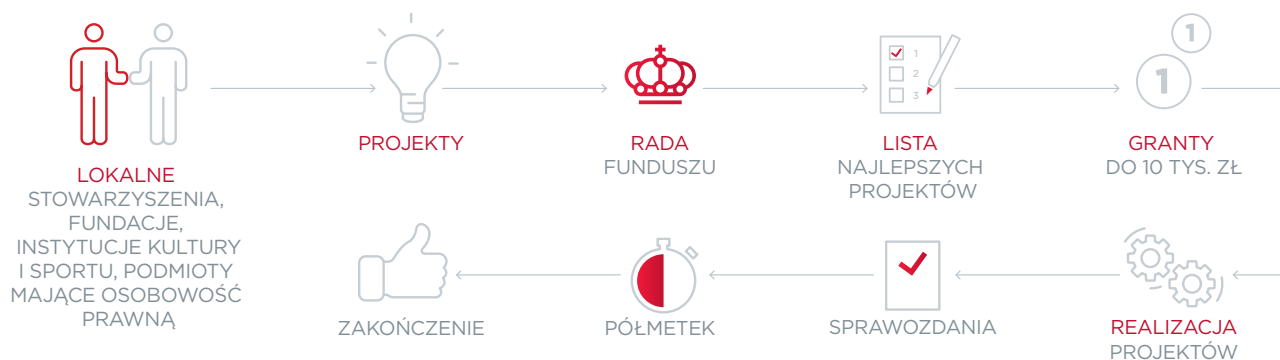 LOKALNE
STOWARZYSZENIA,
FUNDACJE,
INSTYTUCJE KULTURY
I SPORTU, PODMIOTY
MAJĄCE OSOBOWOŚĆ
PRAWNĄ
PROJEKTY
RADA
FUNDUSZU
1
2
3
LISTA
NAJLEPSZYCH
PROJEKTÓW
1
1
GRANTY
DO 10 TYS. ZŁ
REALIZACJA
PROJEKTÓW
SPRAWOZDANIA
PÓŁMETEK
ZAKOŃCZENIE